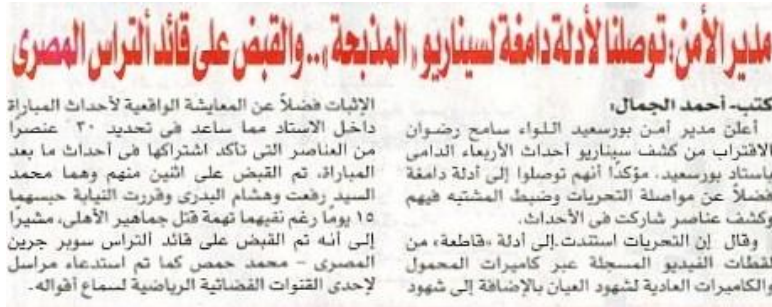 مدير الأمن: توصلنا لأدلة دامغة لسيناريو «المذبحة».. والقبض على قائد ألتراس المصرى
كتب- أحمد الجمال:
أعلن مدير أمن بورسعيد اللواء سامح رضوان
الاقتراب من كشف سيناريو أحداث الأربعاء الدامى
باستاد بورسعيد، مؤكدًا أنهم توصلوا إلى أدلة دامغة
فضلاً عن مواصلة التحريات وضبط المشتبه فيهم
وكشف عناصر شاركت فى الأحداث.
وقال إن التحريات استندت.إلى أدلة «قاطعة» من
لقطات الفيديو المسجلة عبر كاميرات المحمول
والكاميرات العادية لشهود العيان بالإضافة إلى شهود
الإثبات فضلاً عن المعايشة الواقعية لأحداث المباراة
داخل الاستاد مما ساعد فى تحديد ٣٠ عنصرًا
من العناصر التى تأكد اشتراكها فى أحداث ما بعد
المباراة، تم القبض على اثنين منهم وهما محمد
السيد رفعت وهشام البدرى وقررت النيابة حبسهما
١٥ يومًا رغم نفيهما تهمة قتل جماهير الأهلى، مشيرًا
إلى أنه تم القبض على قائد ألتراس سوبر جرين
المصرى - محمد حمص كما تم استدعاء مراسل
لإحدى القنوات الفضائية الرياضية لسماع أقواله.